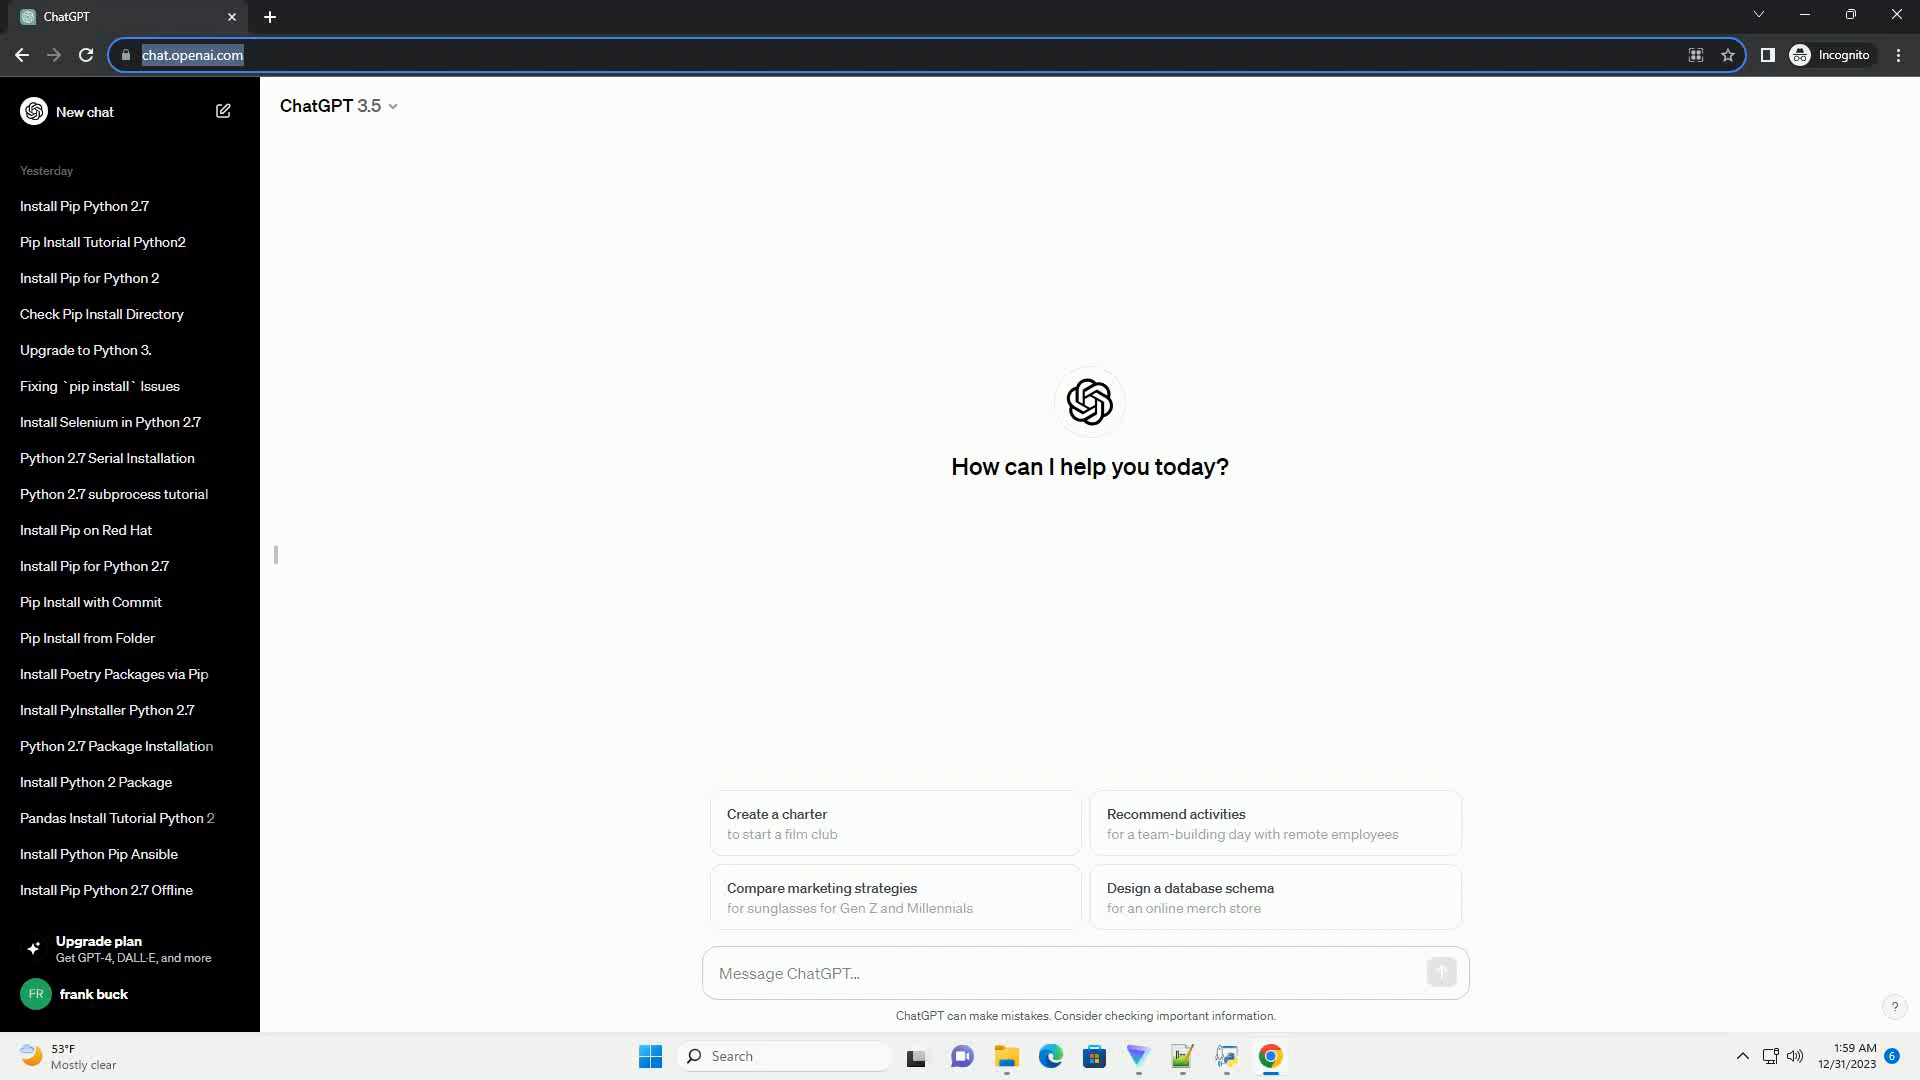 ChatGPT
chat.openai.com
Incognito
New chat
ChatGPT 3.5
Yesterday
Install Pip Python 2.7
Pip Install Tutorial Python2
Install Pip for Python 2
Check Pip Install Directory
Upgrade to Python 3.
Fixing `pip install` Issues
Install Selenium in Python 2.7
Python 2.7 Serial Installation
Python 2.7 subprocess tutorial
Install Pip on Red Hat
Install Pip for Python 2.7
Pip Install with Commit
Pip Install from Folder
Install Poetry Packages via Pip
Install PyInstaller Python 2.7
Python 2.7 Package Installation
Install Python 2 Package
Pandas Install Tutorial Python 2
Install Python Pip Ansible
Install Pip Python 2.7 Offline
Upgrade plan
Get GPT-4, DALL·E, and more
FR
frank buck
How can I help you today?
Create a charter
to start a film club
Recommend activities
for a team-building day with remote employees
Compare marketing strategies
for sunglasses for Gen Z and Millennials
Design a database schema
for an online merch store
Message ChatGPT...
ChatGPT can make mistakes. Consider checking important information.
?
53°F
Mostly clear
Search
1:59 AM
12/31/2023
6